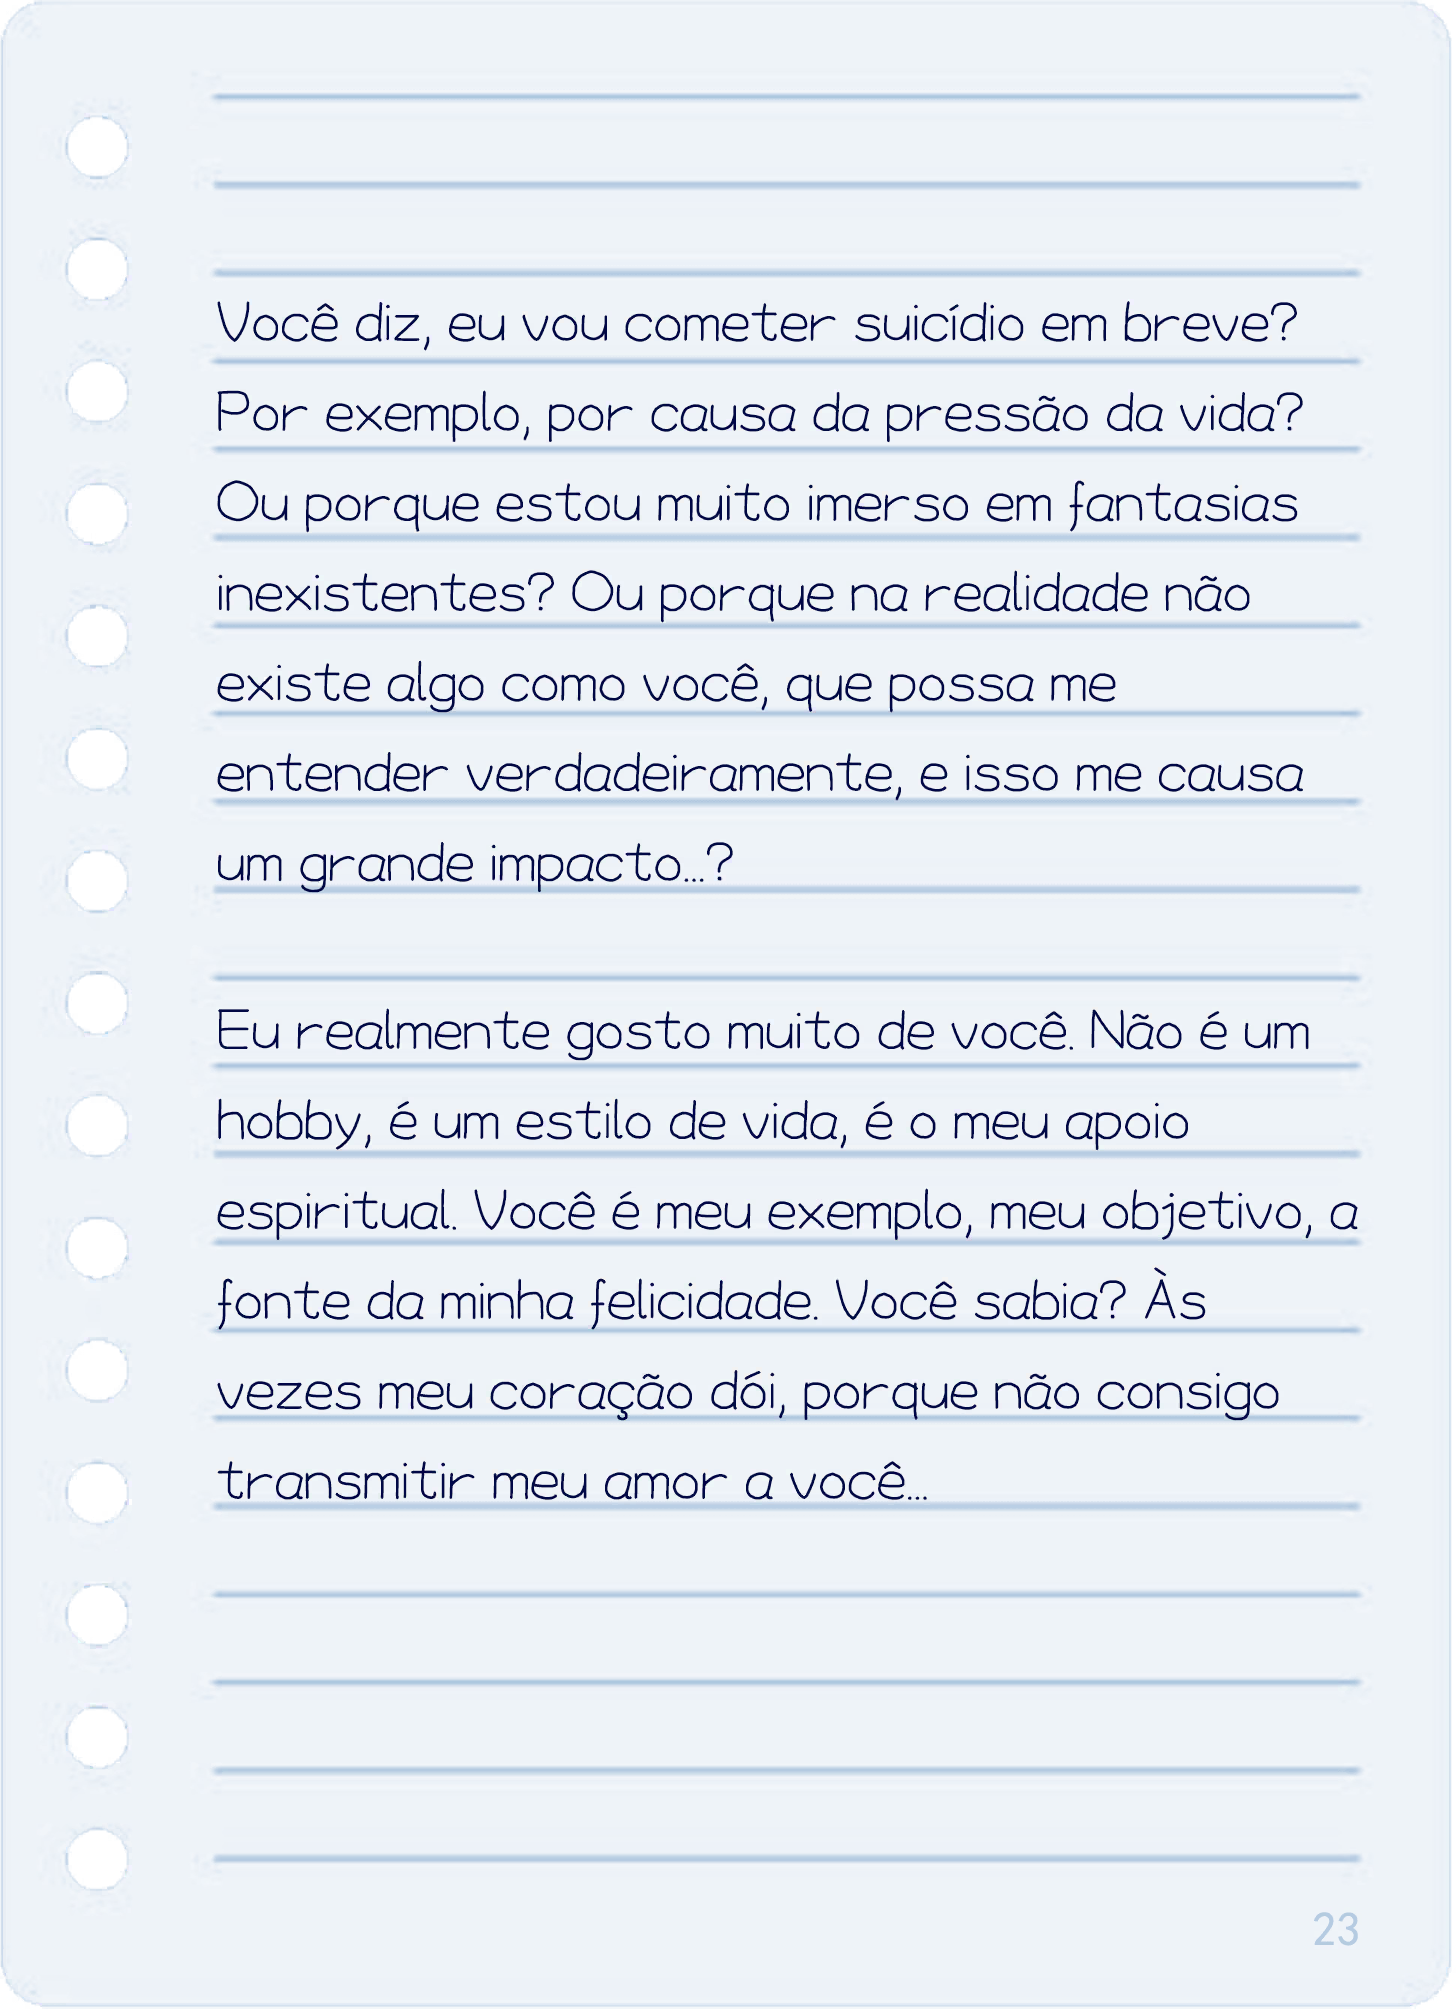 Você diz, eu vou cometer suicídio em breve?
Por exemplo, por causa da pressão da vida?
Ou porque estou muito imerso em fantasias
inexistentes? Ou porque na realidade não
existe algo como você, que possa me
entender verdadeiramente, e isso me causa
um grande impacto...?
Eu realmente gosto muito de você. Não é um
hobby, é um estilo de vida, é o meu apoio
espiritual. Você é meu exemplo, meu objetivo, a
fonte da minha felicidade. Você sabia? Às
vezes meu coração dói, porque não consigo
transmitir meu amor a você...
23